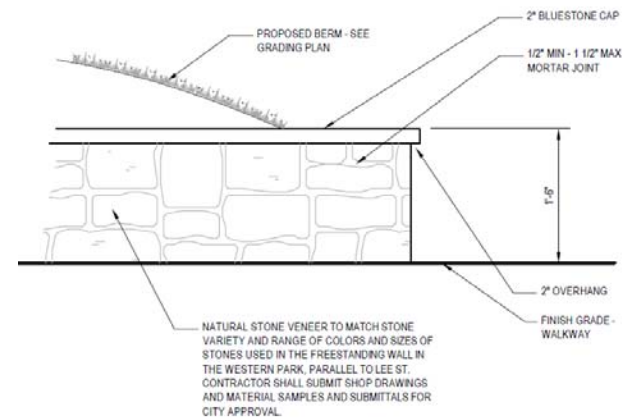 PROPOSED BERM - SEE
GRADING PLAN
2" BLUESTONE CAP
1/2" MIN - 1 1/2" MAX
MORTAR JOINT
1'-6"
2" OVERHANG
FINISH GRADE -
WALKWAY
NATURAL STONE VENEER TO MATCH STONE
VARIETY AND RANGE OF COLORS AND SIZES OF
STONES USED IN THE FREESTANDING WALL IN
THE WESTERN PARK, PARALLEL TO LEE ST.
CONTRACTOR SHALL SUBMIT SHOP DRAWINGS
AND MATERIAL SAMPLES AND SUBMITTALS FOR
CITY APPROVAL.